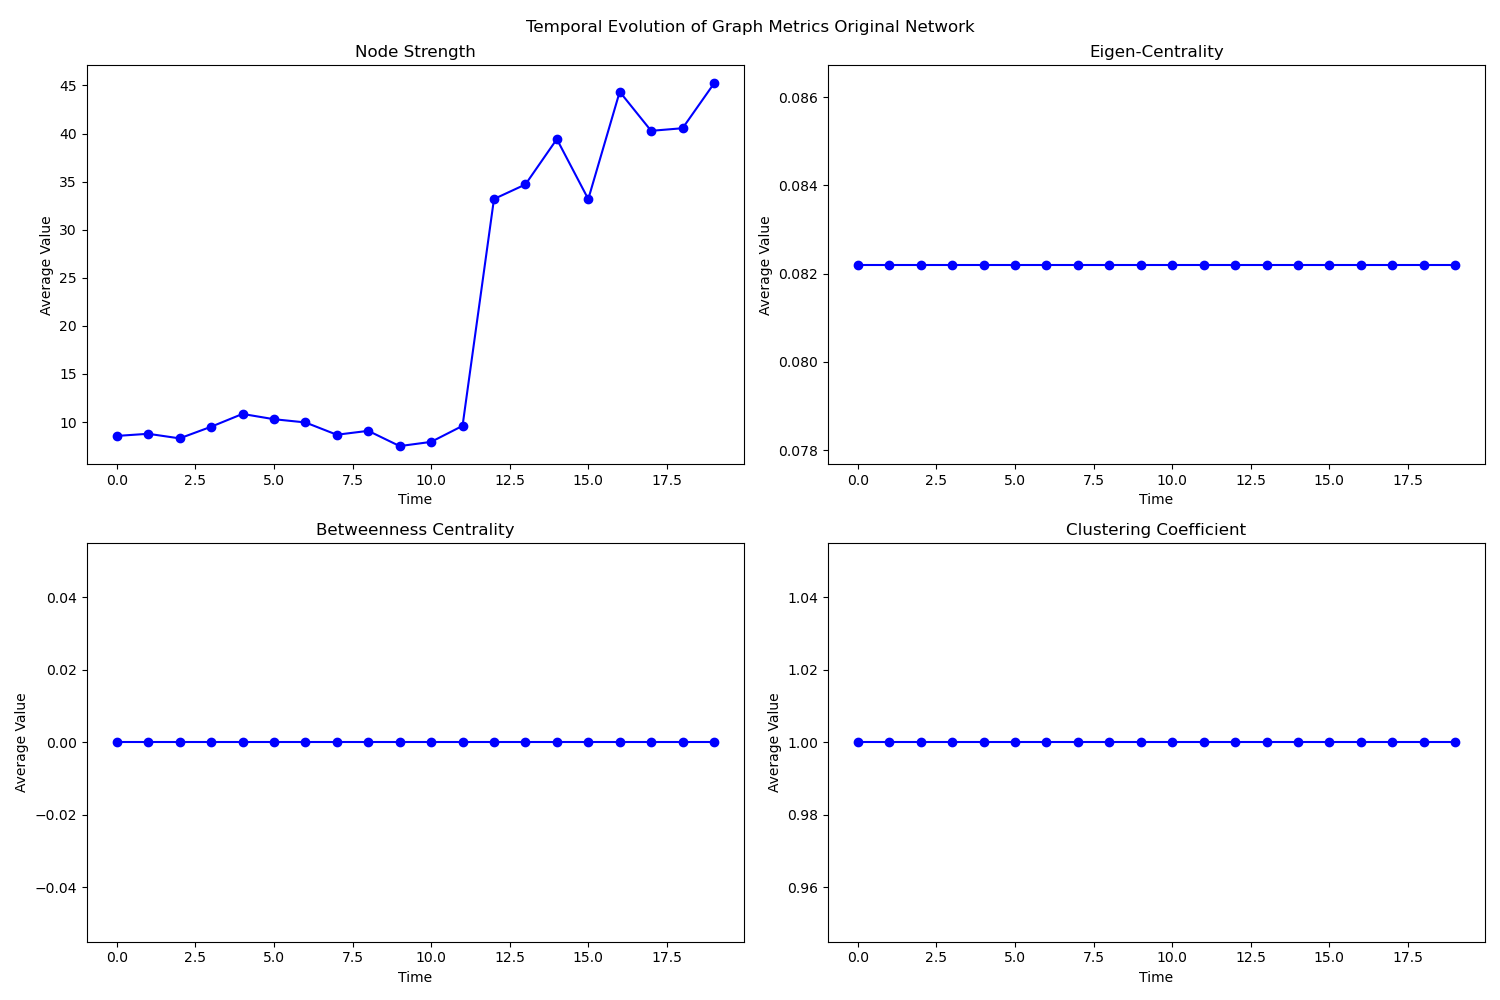 Temporal Evolution of Graph Metrics Original Network
Node Strength
45
40
35
30
25
20
15
10
Average Value
0.0 2.5 5.0 7.5 10.0 12.5 15.0 17.5
Time
Eigen-Centrality
0.086
0.084
0.082
0.080
0.078
Average Value
0.0 2.5 5.0 7.5 10.0 12.5 15.0 17.5
Time
Betweenness Centrality
0.04
0.02
0.00
−0.02
−0.04
Average Value
0.0 2.5 5.0 7.5 10.0 12.5 15.0 17.5
Time
Clustering Coefficient
1.04
1.02
1.00
0.98
0.96
Average Value
0.0 2.5 5.0 7.5 10.0 12.5 15.0 17.5
Time